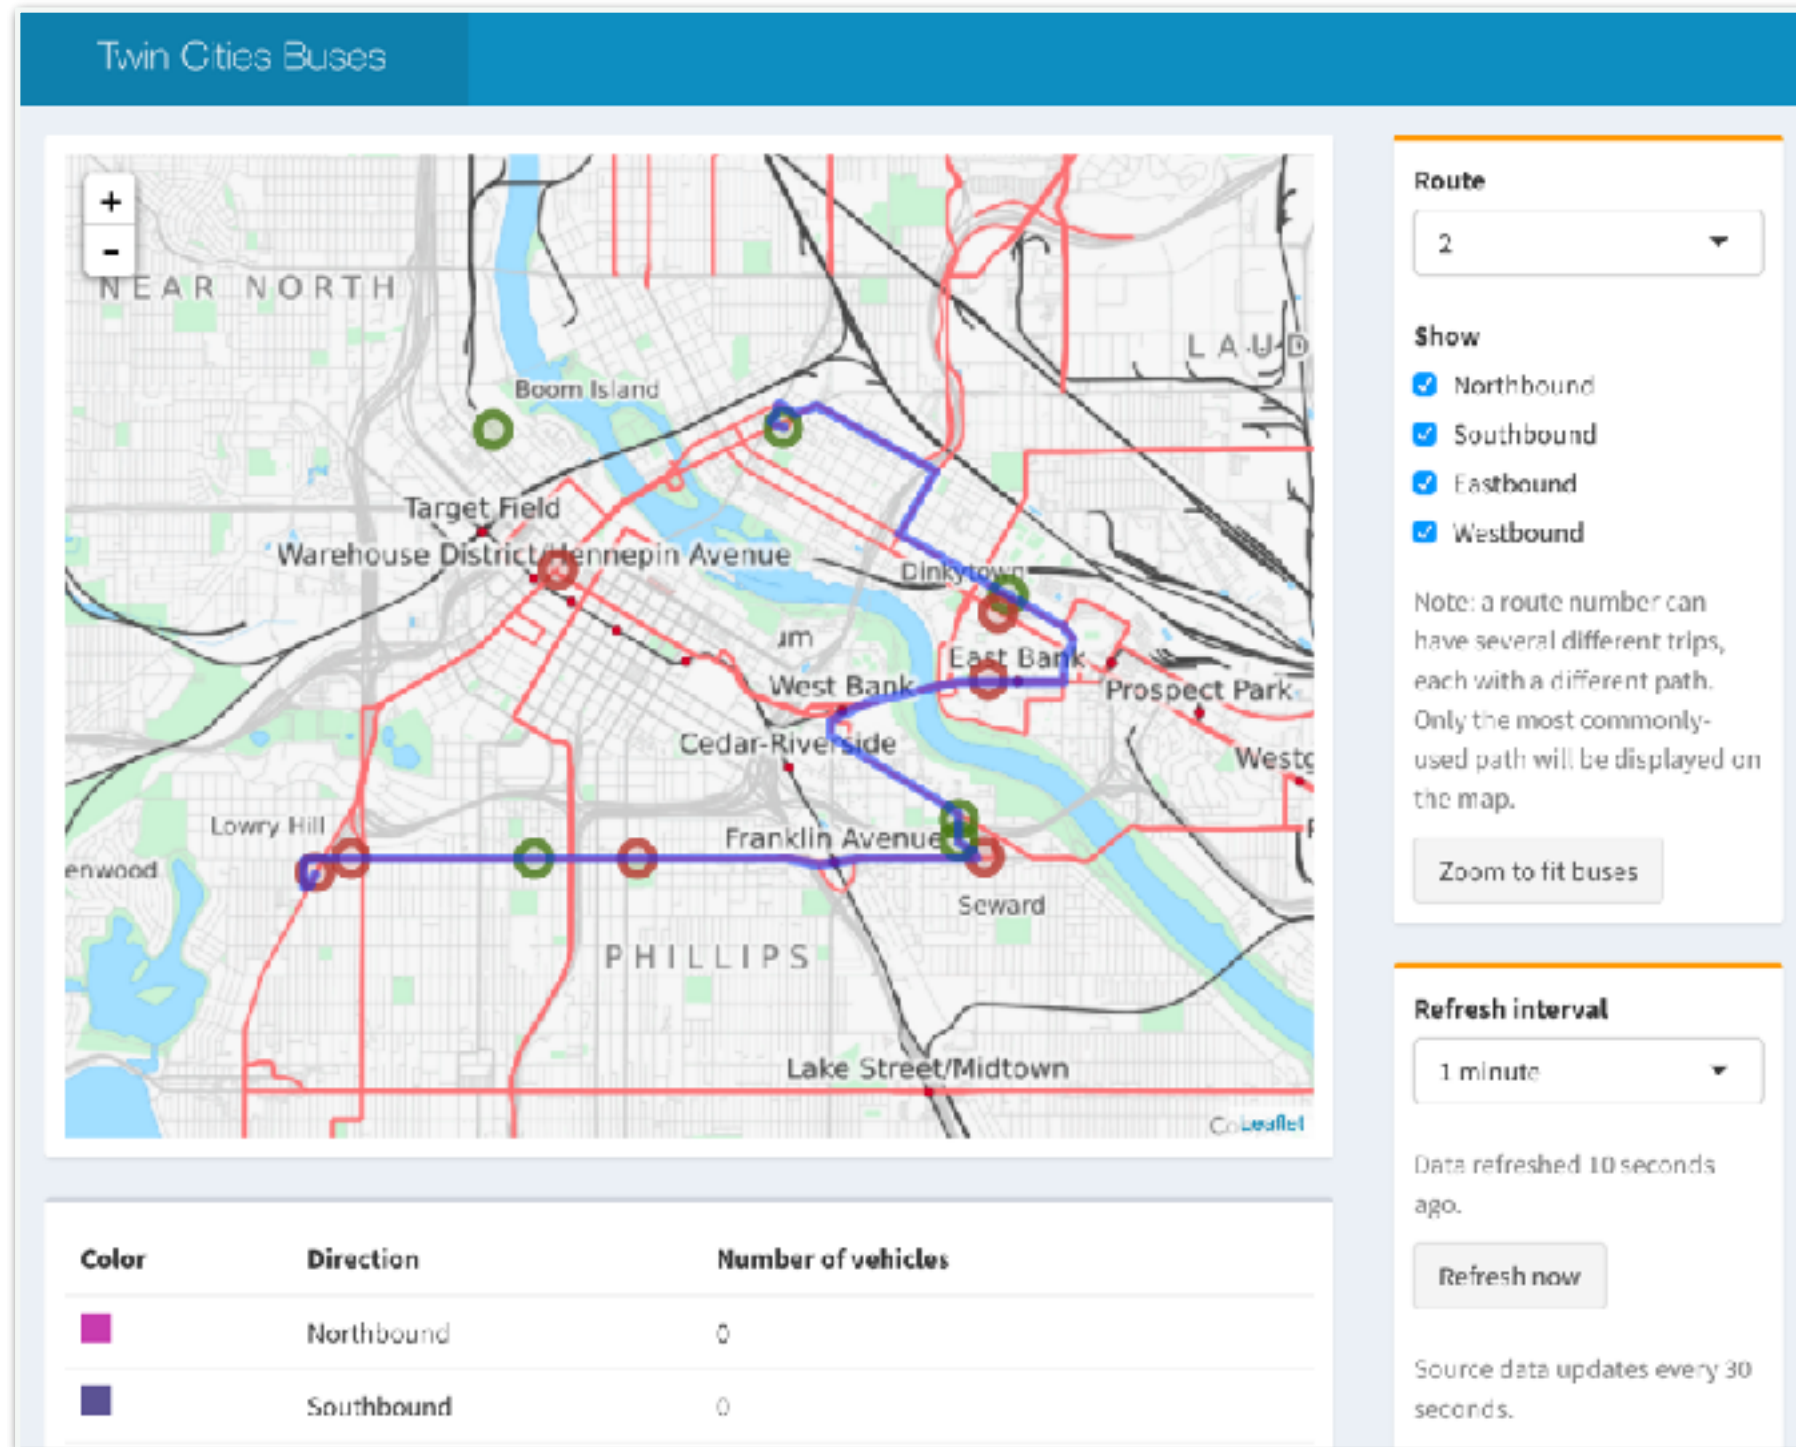 Twin Cities Buses
+
-
NEAR NORTH
LAUD
Boom Island
Target Field
Warehouse District/Hennepin Avenue
Dinkytown
um
East Bank
West Bank
Prospect Park
Cedar-Riverside
Westg
Lowry Hill
Franklin Avenue
enwood
Seward
PHILLIPS
Lake Street/Midtown
Leaflet
Route
2
Show
Northbound
Southbound
Eastbound
Westbound
Note: a route number can
have several different trips,
each with a different path.
Only the most commonly-
used path will be displayed on
the map.
Zoom to fit buses
Refresh interval
1 minute
Data refreshed 10 seconds
ago.
Refresh now
Source data updates every 30
seconds.
Color Direction Number of vehicles
Northbound 0
Southbound 0